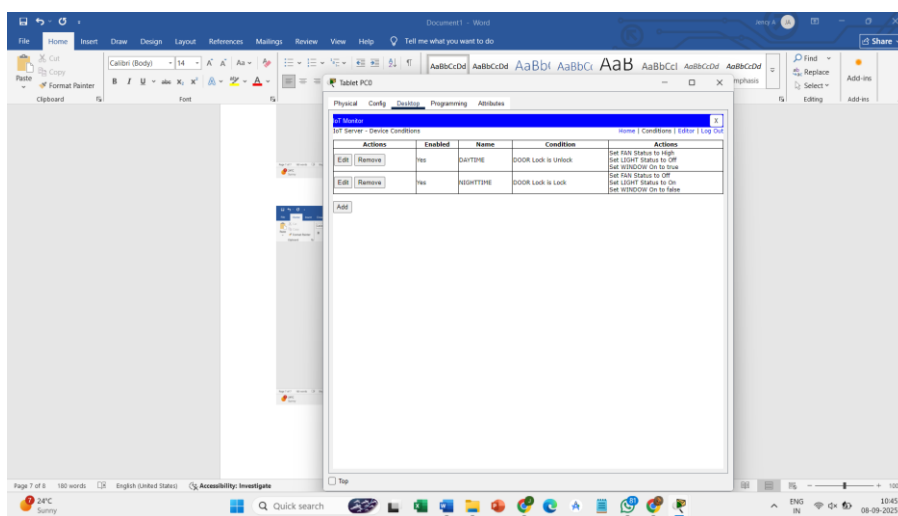 Document1 - Word
Jency A
JA
File Home Insert Draw Design Layout References Mailings Review View Help Tell me what you want to do Share
Cut
Copy
Format Painter
Paste
Calibri (Body) 14
AaBbCcDd AaBbCcDd AaBbC AaBbCc AaB AaBbCcI AaBbCcDd AaBbCcDd
Find
Replace
Select
Add-ins
Clipboard Font Editing Add-ins
Tablet PC0
Physical Config Desktop Programming Attributes
IoT Monitor X
IoT Server - Device Conditions Home | Conditions | Editor | Log Out
Actions Enabled Name Condition Actions
Edit Remove Yes DAYTIME DOOR Lock is Unlock
Set FAN Status to High
Set LIGHT Status to Off
Set WINDOW On to true
Edit Remove Yes NIGHTTIME DOOR Lock is Lock
Set FAN Status to Off
Set LIGHT Status to On
Set WINDOW On to false
Add
Top
Page 7 of 8 180 words English (United States) Accessibility: Investigate
24°C
Sunny
Quick search
ENG
IN
10:45
08-09-2025